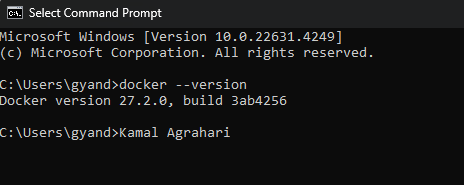 Select Command Prompt
Microsoft Windows [Version 10.0.22631.4249]
(c) Microsoft Corporation. All rights reserved.
C:\Users\gyand>docker --version
Docker version 27.2.0, build 3ab4256
C:\Users\gyand>Kamal Agrahari